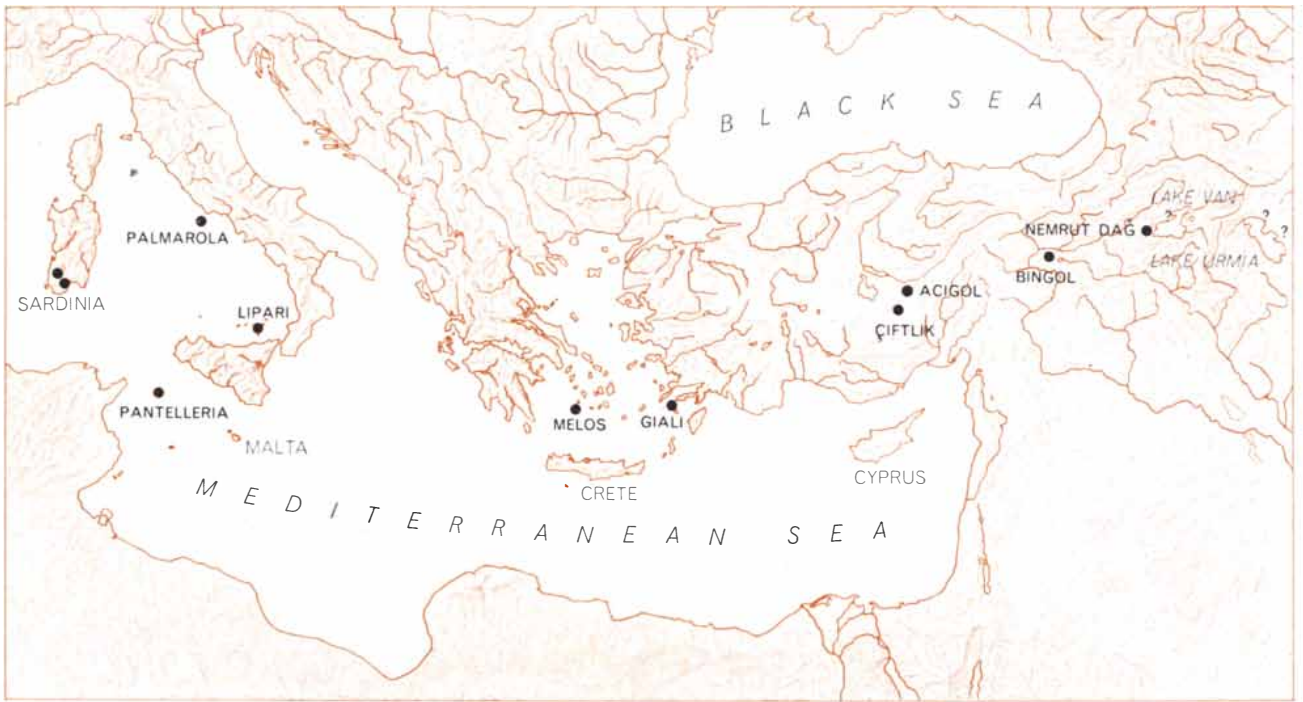 BLACK SEA
LAKE VAN
?
?
?
NEMRUT DAĞ
PALMAROLA
LAKE URMIA
BINGOL
ACIGOL
SARDINIA
LIPARI
ÇIFTLIK
PANTELLERIA
MELOS
GIALI
MALTA
CYPRUS
CRETE
MEDITERRANEAN SEA